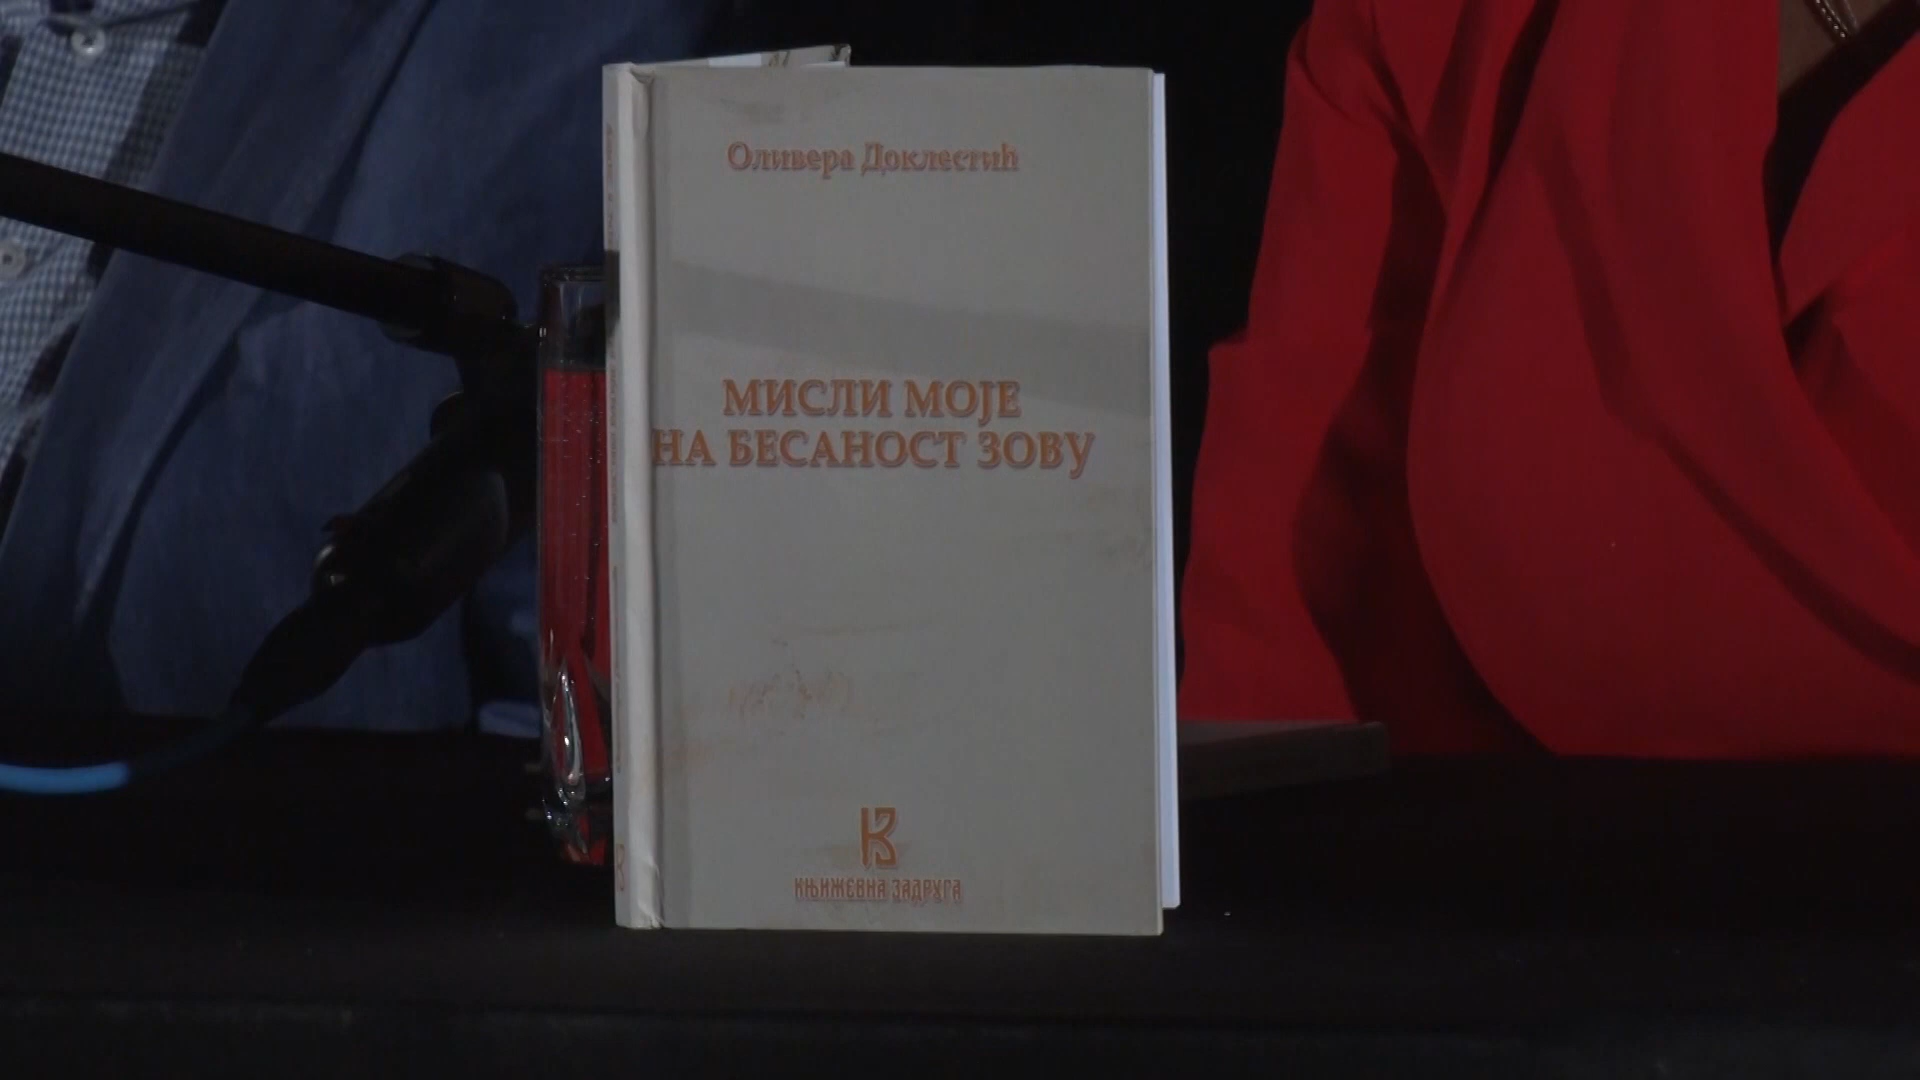 Оливера Доклестић
МИСЛИ МОЈЕ
НА БЕСАНОСТ ЗОВУ
КЗ
КЊИЖЕВНА ЗАДРУГА